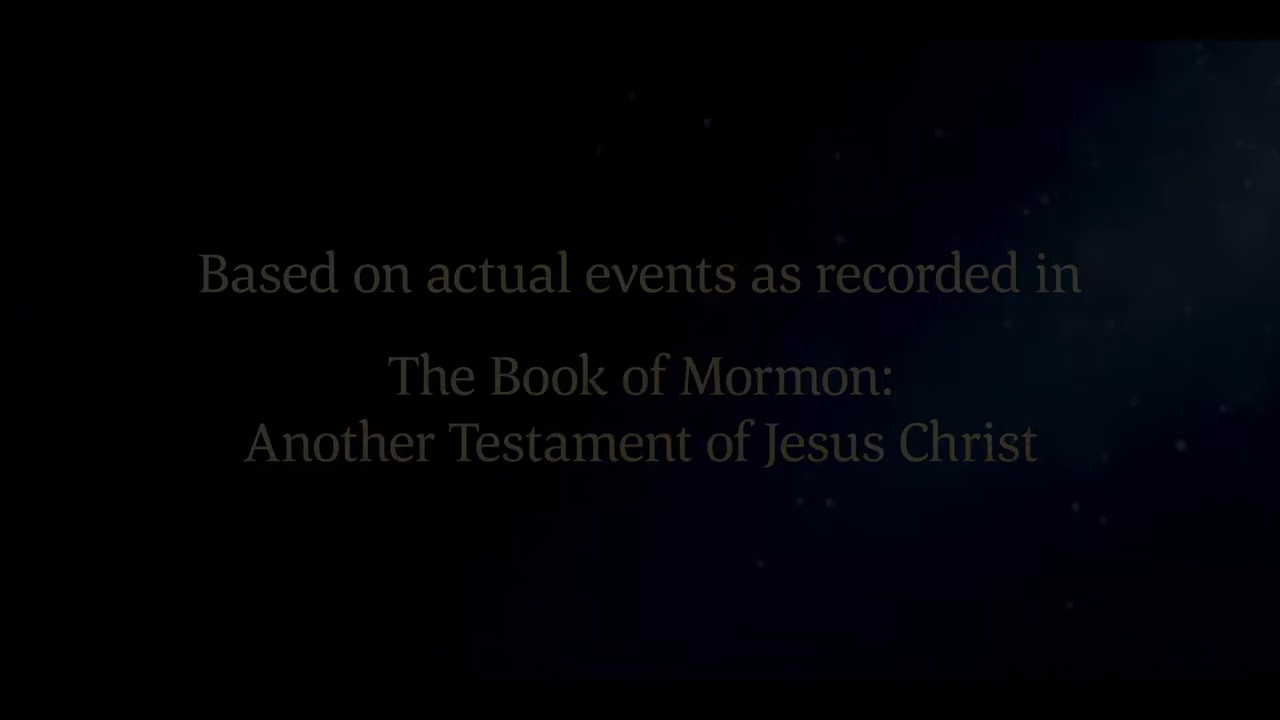 Based on actual events as recorded in
The Book of Mormon:
Another Testament of Jesus Christ